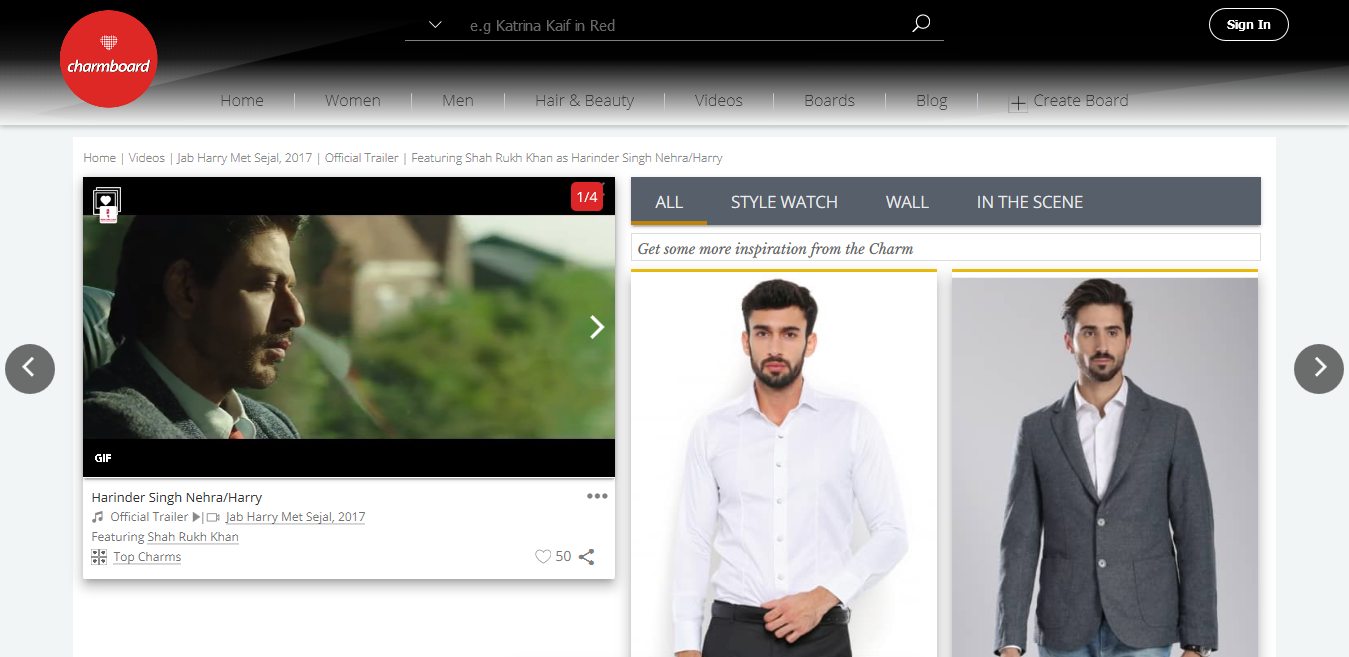 charmboard
e.g Katrina Kaif in Red
Sign In
Home
Women
Men
Hair & Beauty
Videos
Boards
Blog
Create Board
Home | Videos | Jab Harry Met Sejal, 2017 | Official Trailer | Featuring Shah Rukh Khan as Harinder Singh Nehra/Harry
1/4
GIF
Harinder Singh Nehra/Harry
Official Trailer | Jab Harry Met Sejal, 2017
Featuring Shah Rukh Khan
Top Charms
50
ALL
STYLE WATCH
WALL
IN THE SCENE
Get some more inspiration from the Charm